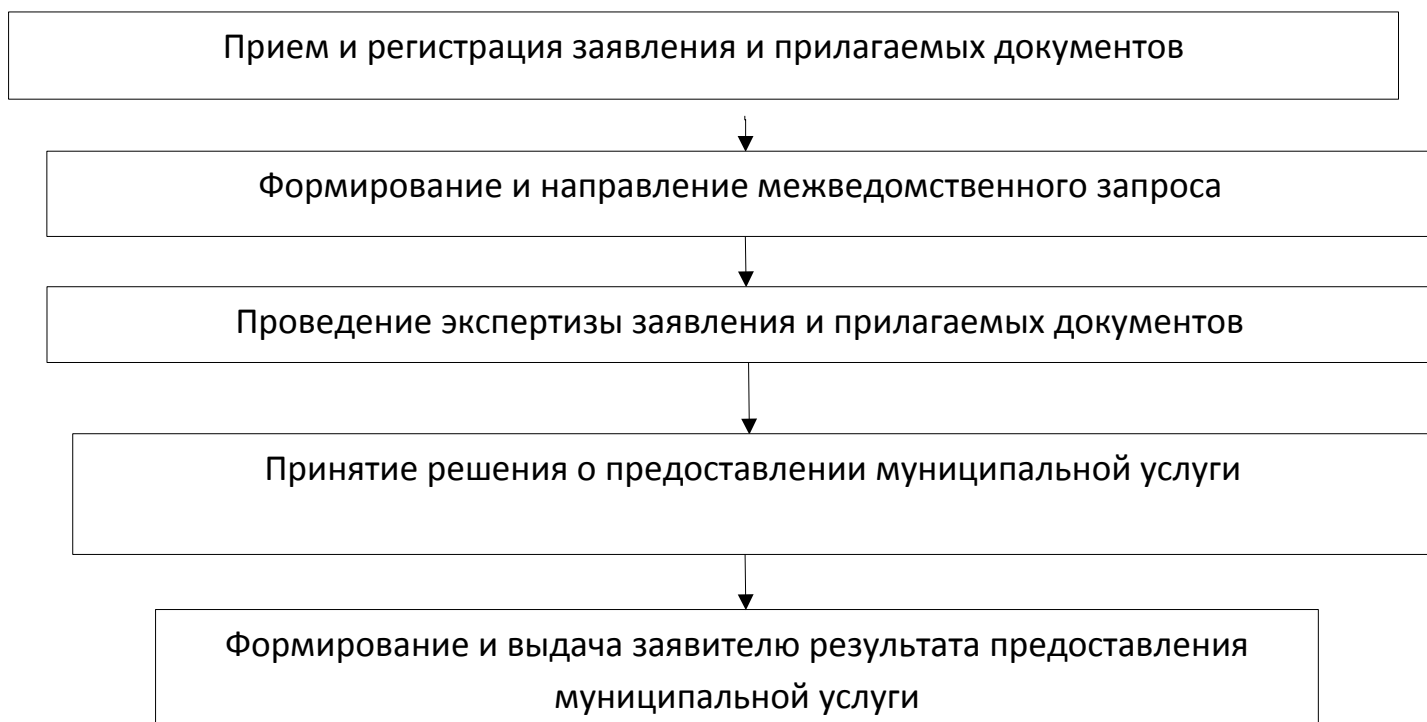 Прием и регистрация заявления и прилагаемых документов
Формирование и направление межведомственного запроса
Проведение экспертизы заявления и прилагаемых документов
Принятие решения о предоставлении муниципальной услуги
Формирование и выдача заявителю результата предоставления
муниципальной услуги